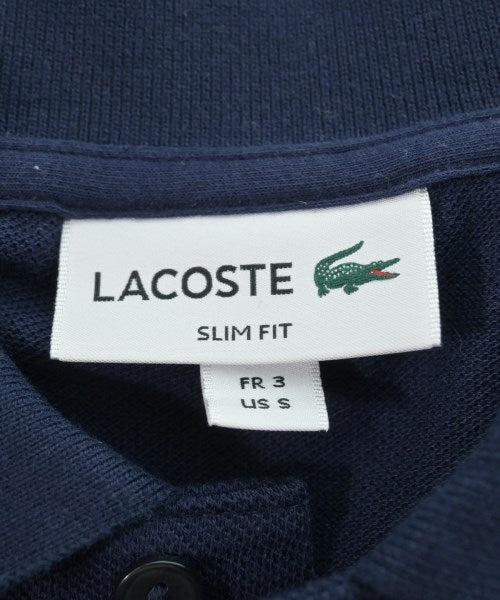 LACOSTE
SLIM FIT
FR 3
US S